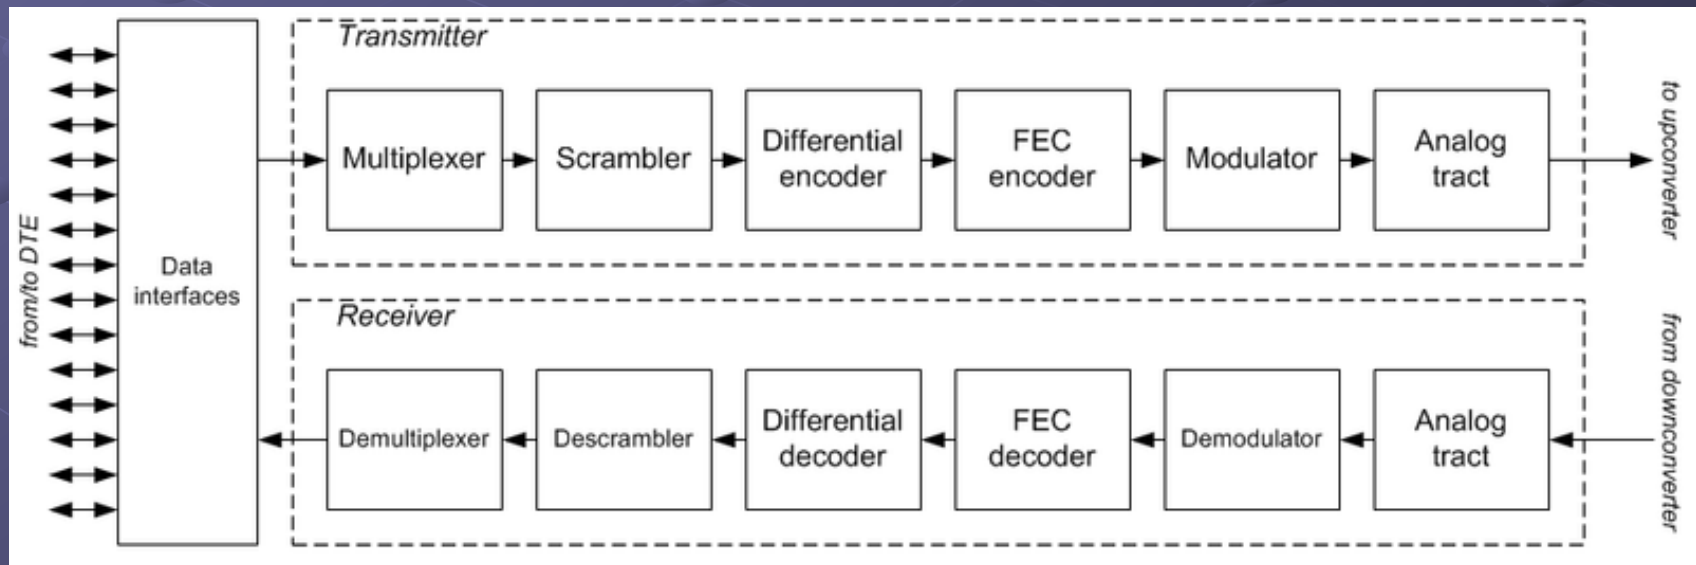 from/to DTE
Data
interfaces
Transmitter
Multiplexer
Scrambler
Differential
encoder
FEC
encoder
Modulator
Analog
tract
to upconverter
Receiver
Demultiplexer
Descrambler
Differential
decoder
FEC
decoder
Demodulator
Analog
tract
from downconverter